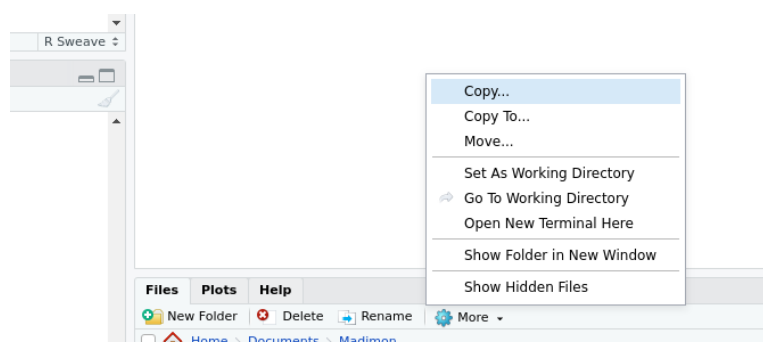 R Sweave
Copy...
Copy To...
Move...
Set As Working Directory
Go To Working Directory
Open New Terminal Here
Show Folder in New Window
Show Hidden Files
Files Plots Help
New Folder Delete Rename More
Home > Documents > Madimon